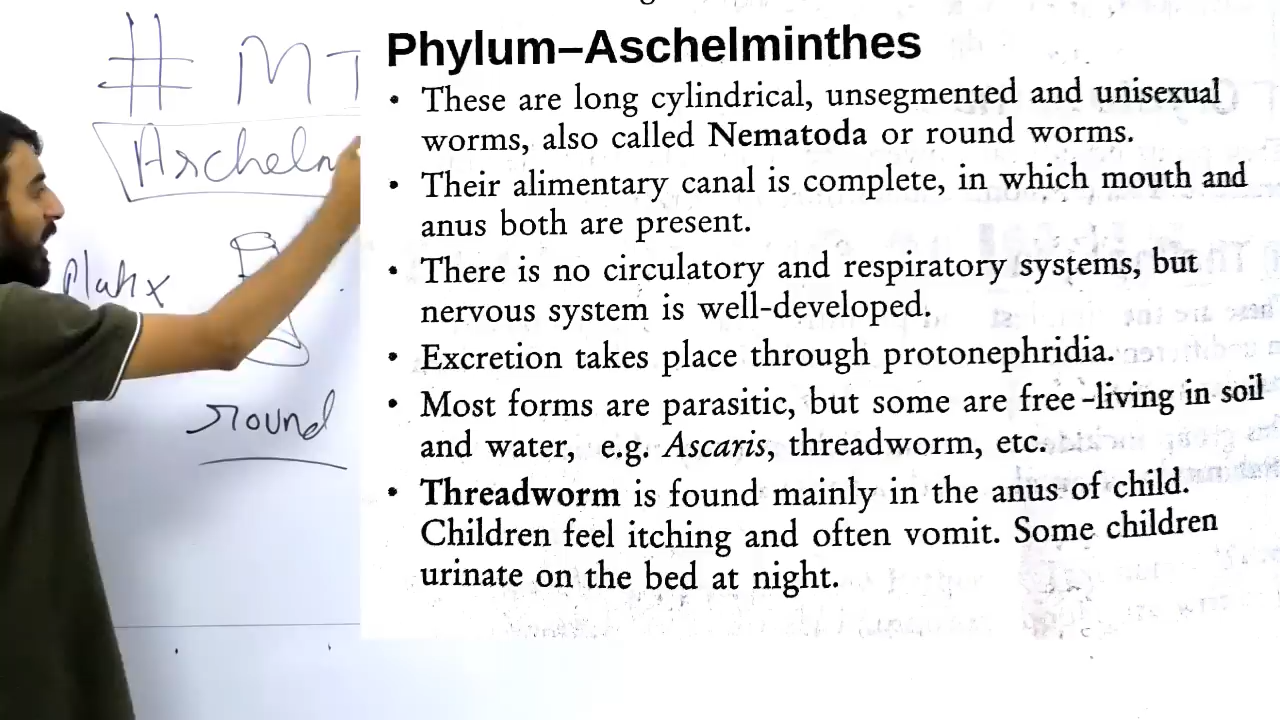 # MT
Aschelm
Plan x
round
Phylum–Aschelminthes
• These are long cylindrical, unsegmented and unisexual
worms, also called Nematoda or round worms.
• Their alimentary canal is complete, in which mouth and
anus both are present.
• There is no circulatory and respiratory systems, but
nervous system is well-developed.
• Excretion takes place through protonephridia.
• Most forms are parasitic, but some are free-living in soil
and water, e.g. Ascaris, threadworm, etc.
• Threadworm is found mainly in the anus of child.
Children feel itching and often vomit. Some children
urinate on the bed at night.